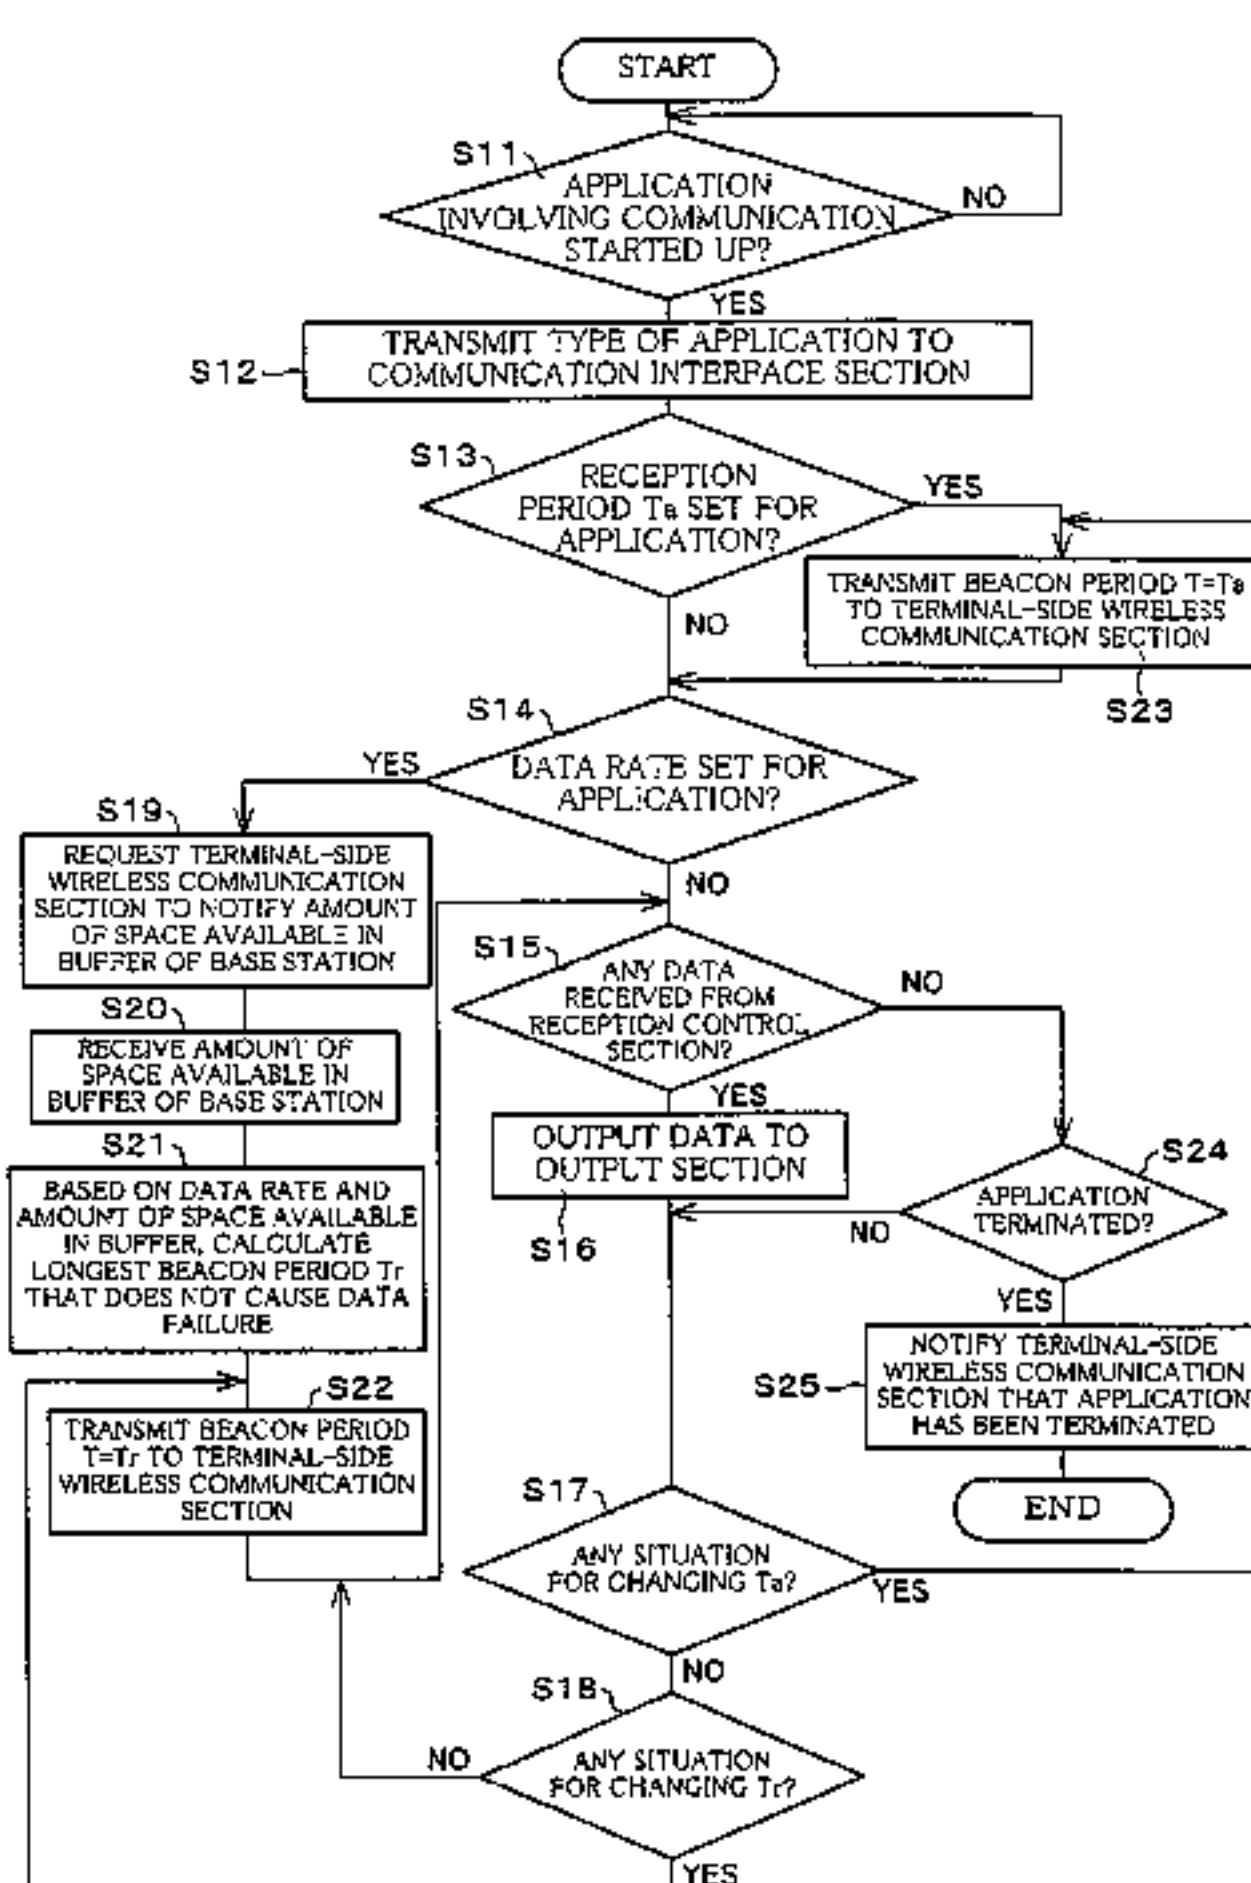 START
S11
APPLICATION
INVOLVING COMMUNICATION
STARTED UP?
NO
YES
S12
TRANSMIT TYPE OF APPLICATION TO
COMMUNICATION INTERFACE SECTION
S13
RECEPTION
PERIOD Ta SET FOR
APPLICATION?
YES
NO
TRANSMIT BEACON PERIOD T=Ta
TO TERMINAL-SIDE WIRELESS
COMMUNICATION SECTION
S23
S14
DATA RATE SET FOR
APPLICATION?
YES
NO
S19
REQUEST TERMINAL-SIDE
WIRELESS COMMUNICATION
SECTION TO NOTIFY AMOUNT
OF SPACE AVAILABLE IN
BUFFER OF BASE STATION
S20
RECEIVE AMOUNT OF
SPACE AVAILABLE IN
BUFFER OF BASE STATION
S21
BASED ON DATA RATE AND
AMOUNT OF SPACE AVAILABLE
IN BUFFER, CALCULATE
LONGEST BEACON PERIOD Tr
THAT DOES NOT CAUSE DATA
FAILURE
S22
TRANSMIT BEACON PERIOD
T=Tr TO TERMINAL-SIDE
WIRELESS COMMUNICATION
SECTION
S15
ANY DATA
RECEIVED FROM
RECEPTION CONTROL
SECTION?
NO
YES
OUTPUT DATA TO
OUTPUT SECTION
S16
S24
APPLICATION
TERMINATED?
NO
YES
S25
NOTIFY TERMINAL-SIDE
WIRELESS COMMUNICATION
SECTION THAT APPLICATION
HAS BEEN TERMINATED
END
S17
ANY SITUATION
FOR CHANGING Ta?
YES
NO
S18
ANY SITUATION
FOR CHANGING Tr?
NO
YES